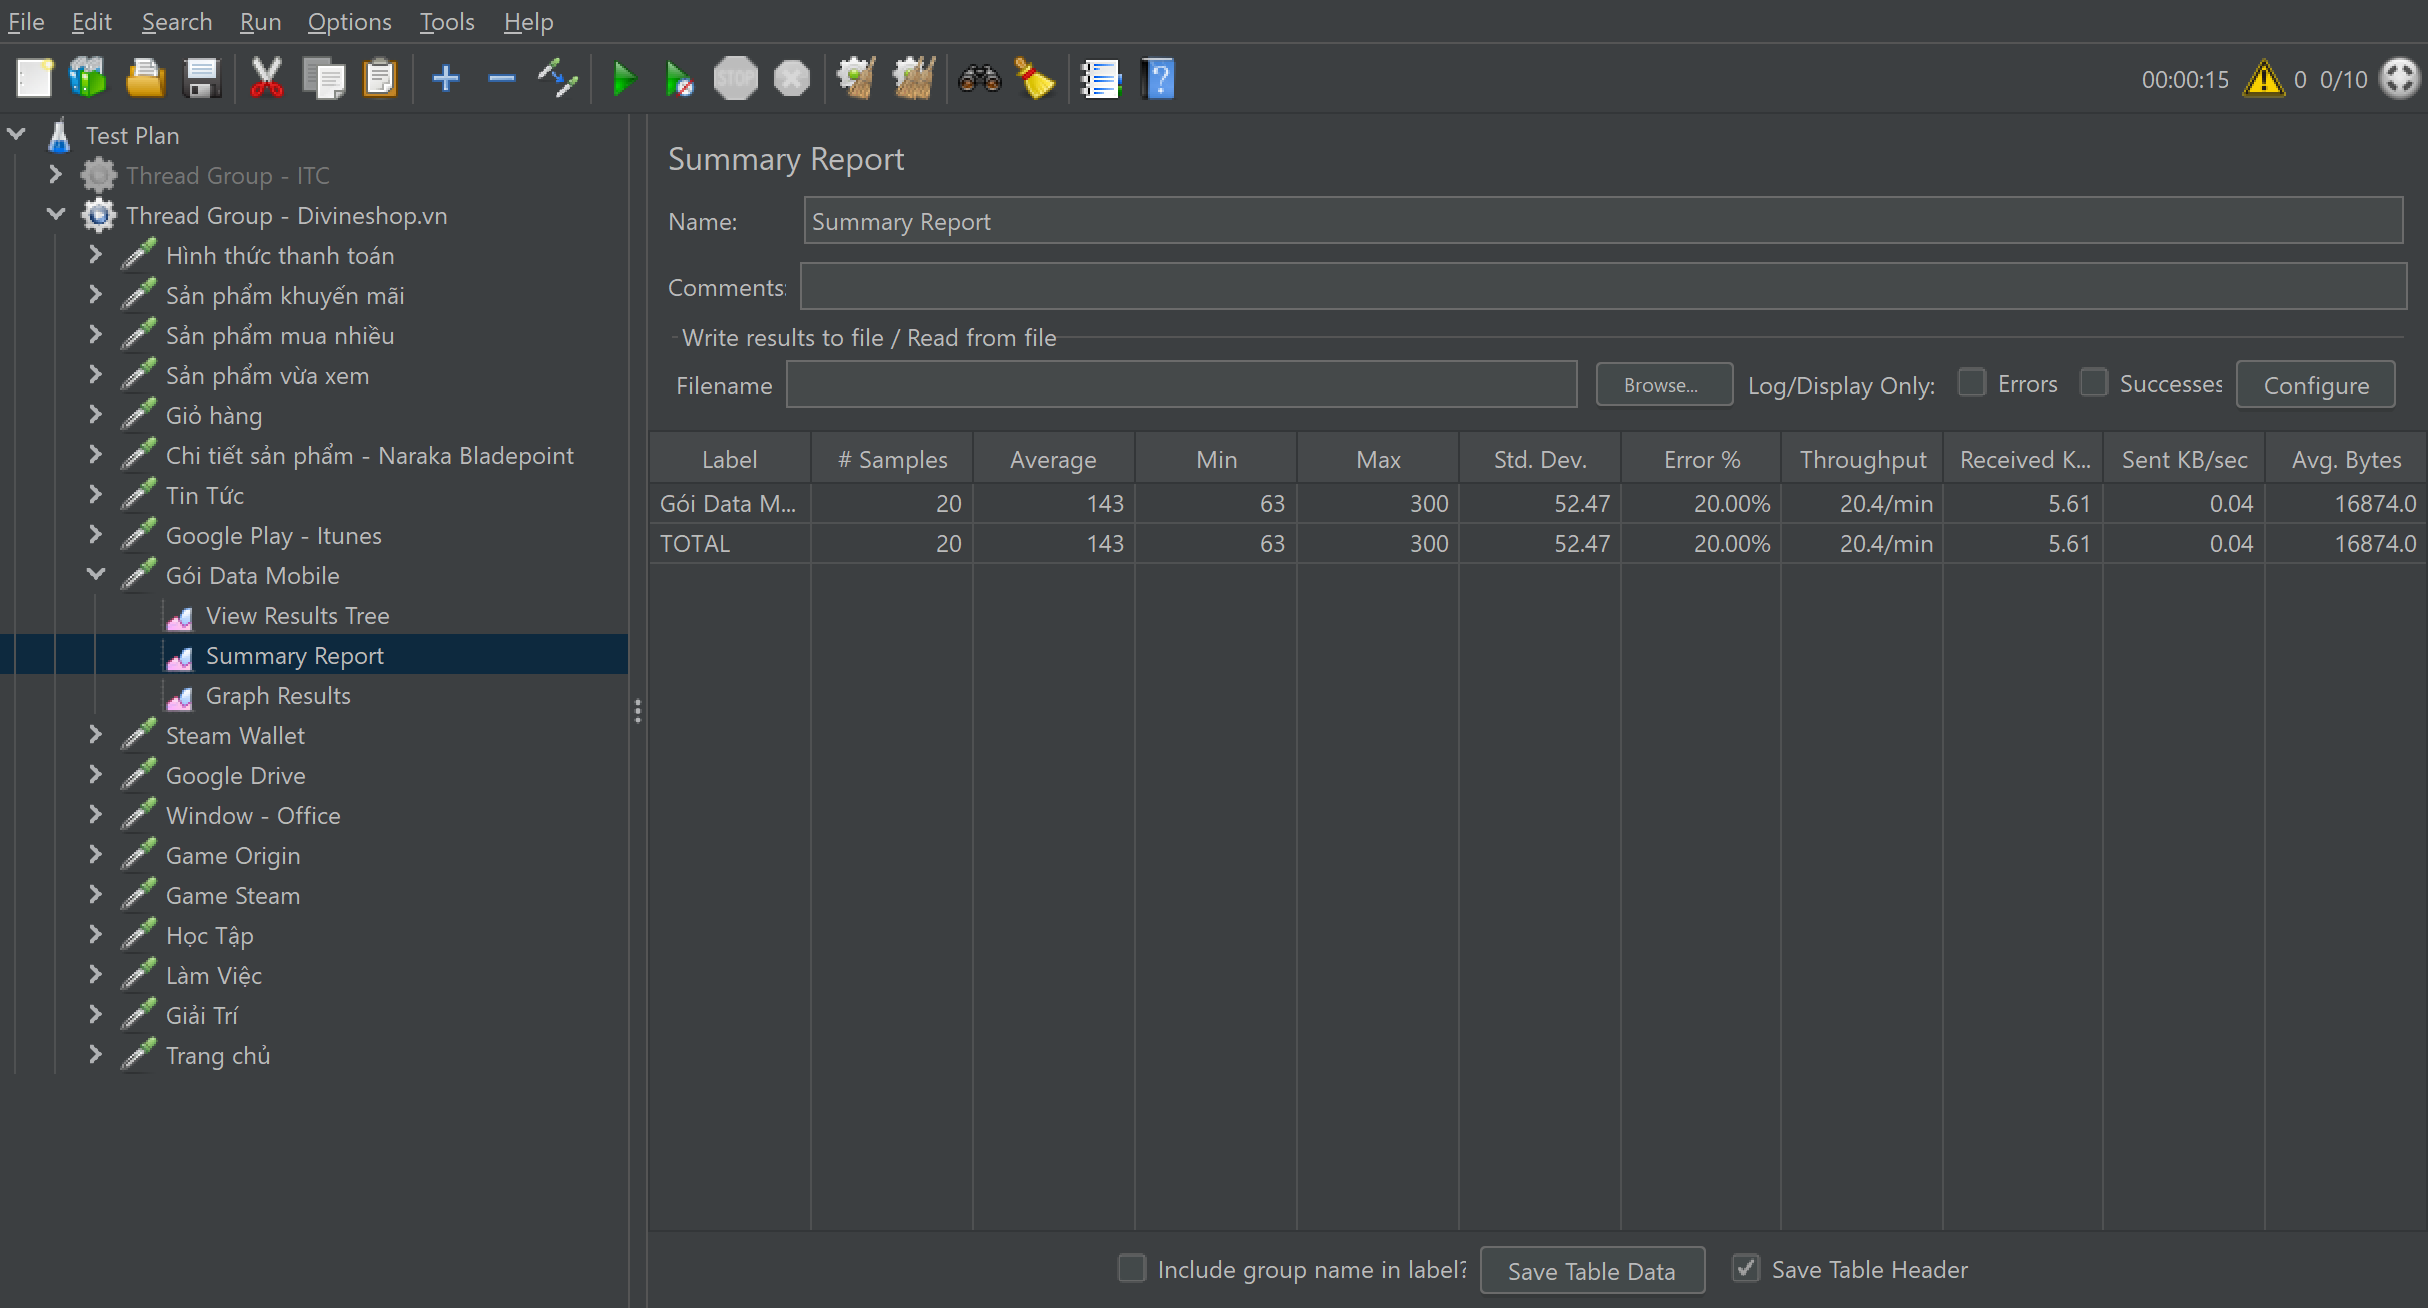 File Edit Search Run Options Tools Help
STOP
00:00:15 0 0/10
Test Plan
Thread Group - ITC
Thread Group - Divineshop.vn
Hình thức thanh toán
Sản phẩm khuyến mãi
Sản phẩm mua nhiều
Sản phẩm vừa xem
Giỏ hàng
Chi tiết sản phẩm - Naraka Bladepoint
Tin Tức
Google Play - Itunes
Gói Data Mobile
View Results Tree
Summary Report
Graph Results
Steam Wallet
Google Drive
Window - Office
Game Origin
Game Steam
Học Tập
Làm Việc
Giải Trí
Trang chủ
Summary Report
Name: Summary Report
Comments:
Write results to file / Read from file
Filename Browse... Log/Display Only: Errors Successes Configure
Label # Samples Average Min Max Std. Dev. Error % Throughput Received K... Sent KB/sec Avg. Bytes
Gói Data M... 20 143 63 300 52.47 20.00% 20.4/min 5.61 0.04 16874.0
TOTAL 20 143 63 300 52.47 20.00% 20.4/min 5.61 0.04 16874.0
Include group name in label? Save Table Data Save Table Header